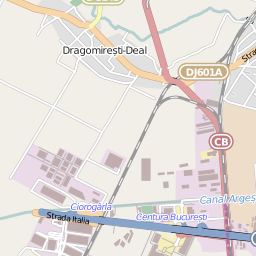 Dragomirești-Deal
DJ601A
CB
Canal Argeș
Ciorogârla
Strada Italia
Centura București